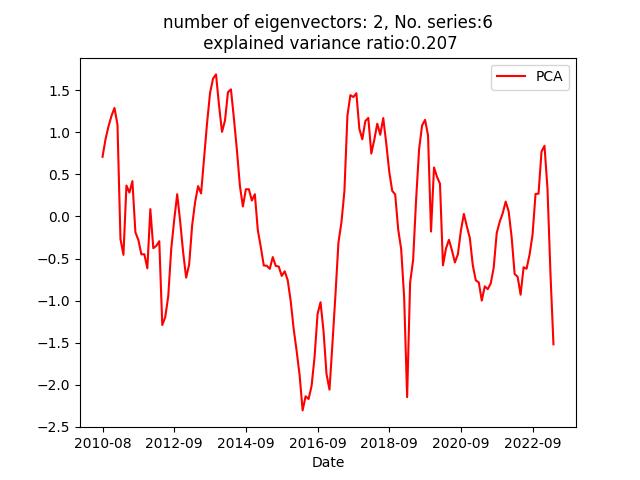 number of eigenvectors: 2, No. series:6
explained variance ratio:0.207
PCA
1.5
1.0
0.5
0.0
−0.5
−1.0
−1.5
−2.0
−2.5
2010-08 2012-09 2014-09 2016-09 2018-09 2020-09 2022-09
Date